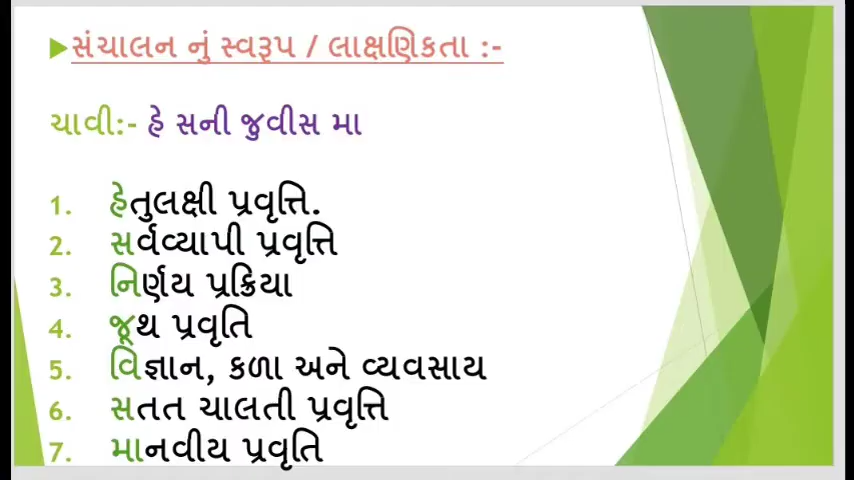 સંચાલન નું સ્વરૂપ / લાક્ષણિકતા :-
ચાવી:- હે સની જુવીસ મા
1. હેતુલક્ષી પ્રવૃત્તિ.
2. સર્વવ્યાપી પ્રવૃત્તિ
3. નિર્ણય પ્રક્રિયા
4. જૂથ પ્રવૃતિ
5. વિજ્ઞાન, કળા અને વ્યવસાય
6. સતત ચાલતી પ્રવૃત્તિ
7. માનવીય પ્રવૃતિ